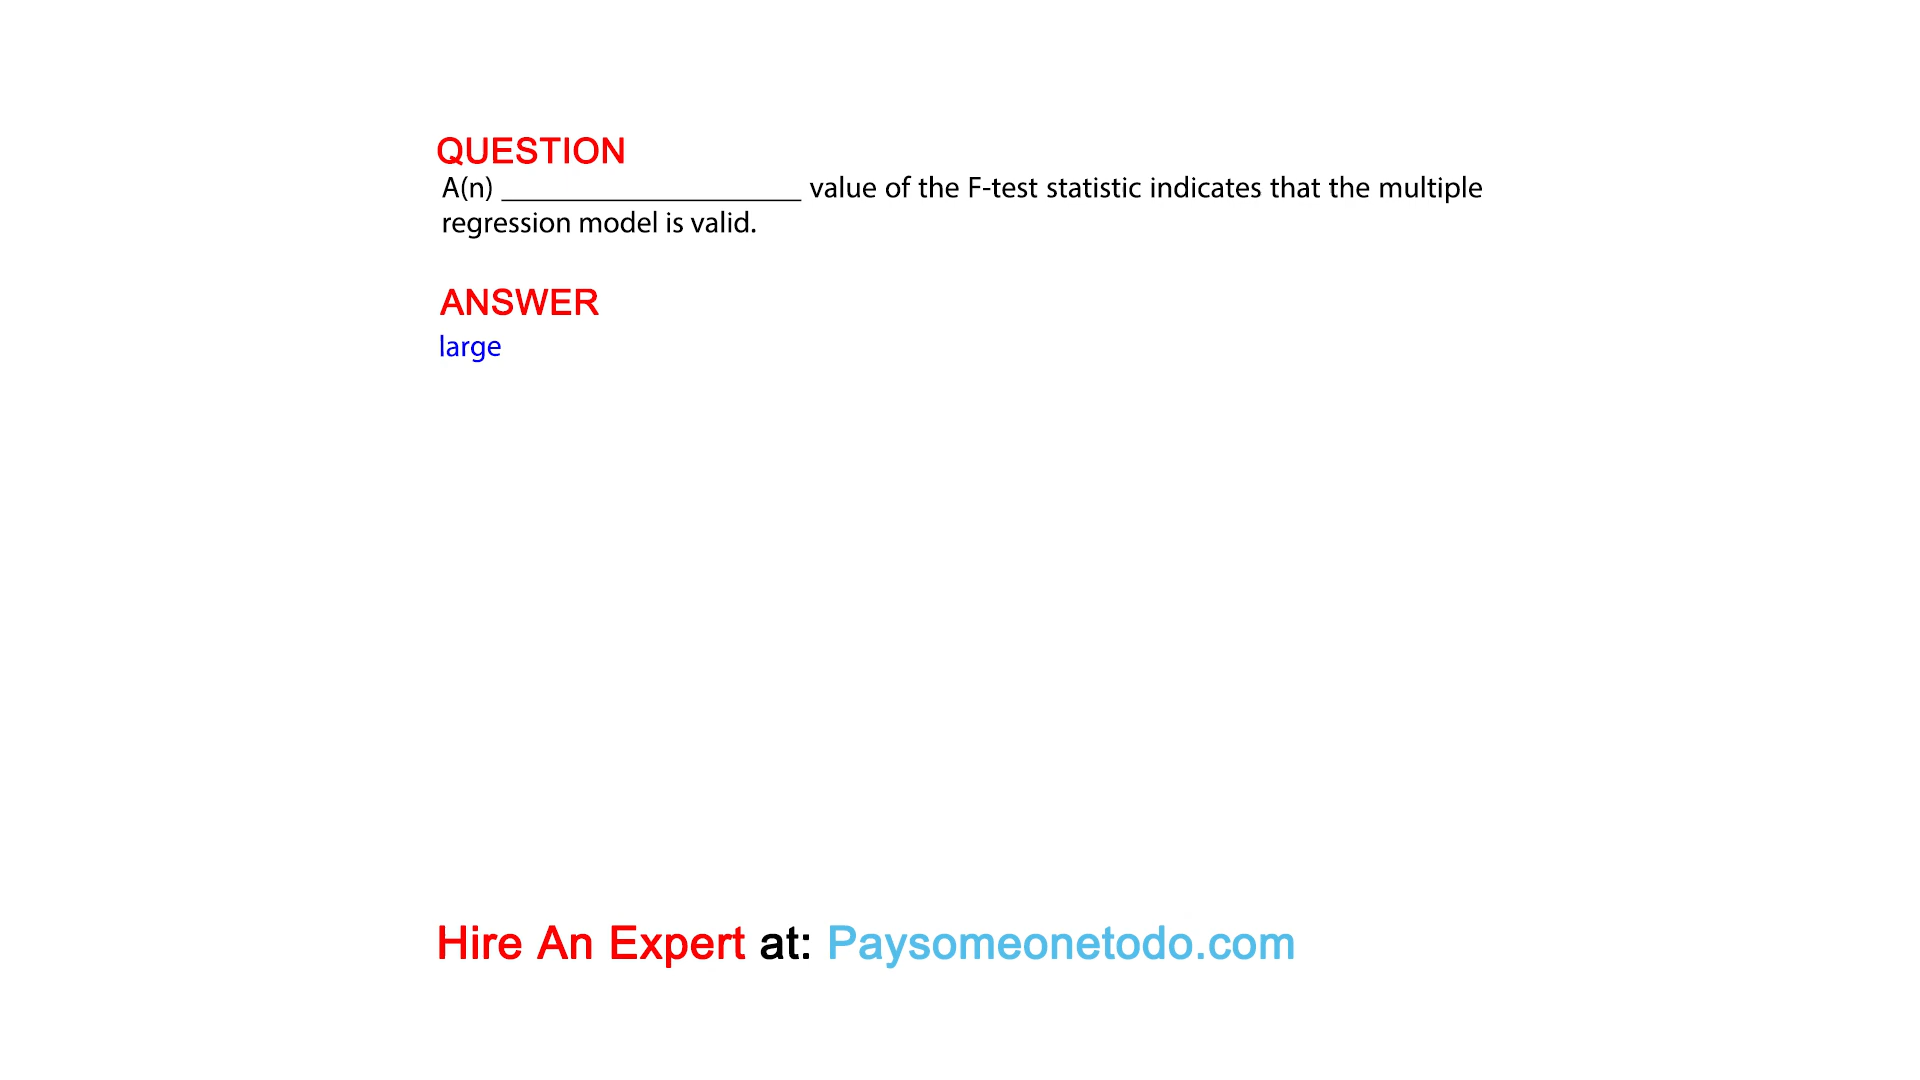 QUESTION
A(n) ____________________ value of the F-test statistic indicates that the multiple
regression model is valid.
ANSWER
large
Hire An Expert at: Paysomeonetodo.com